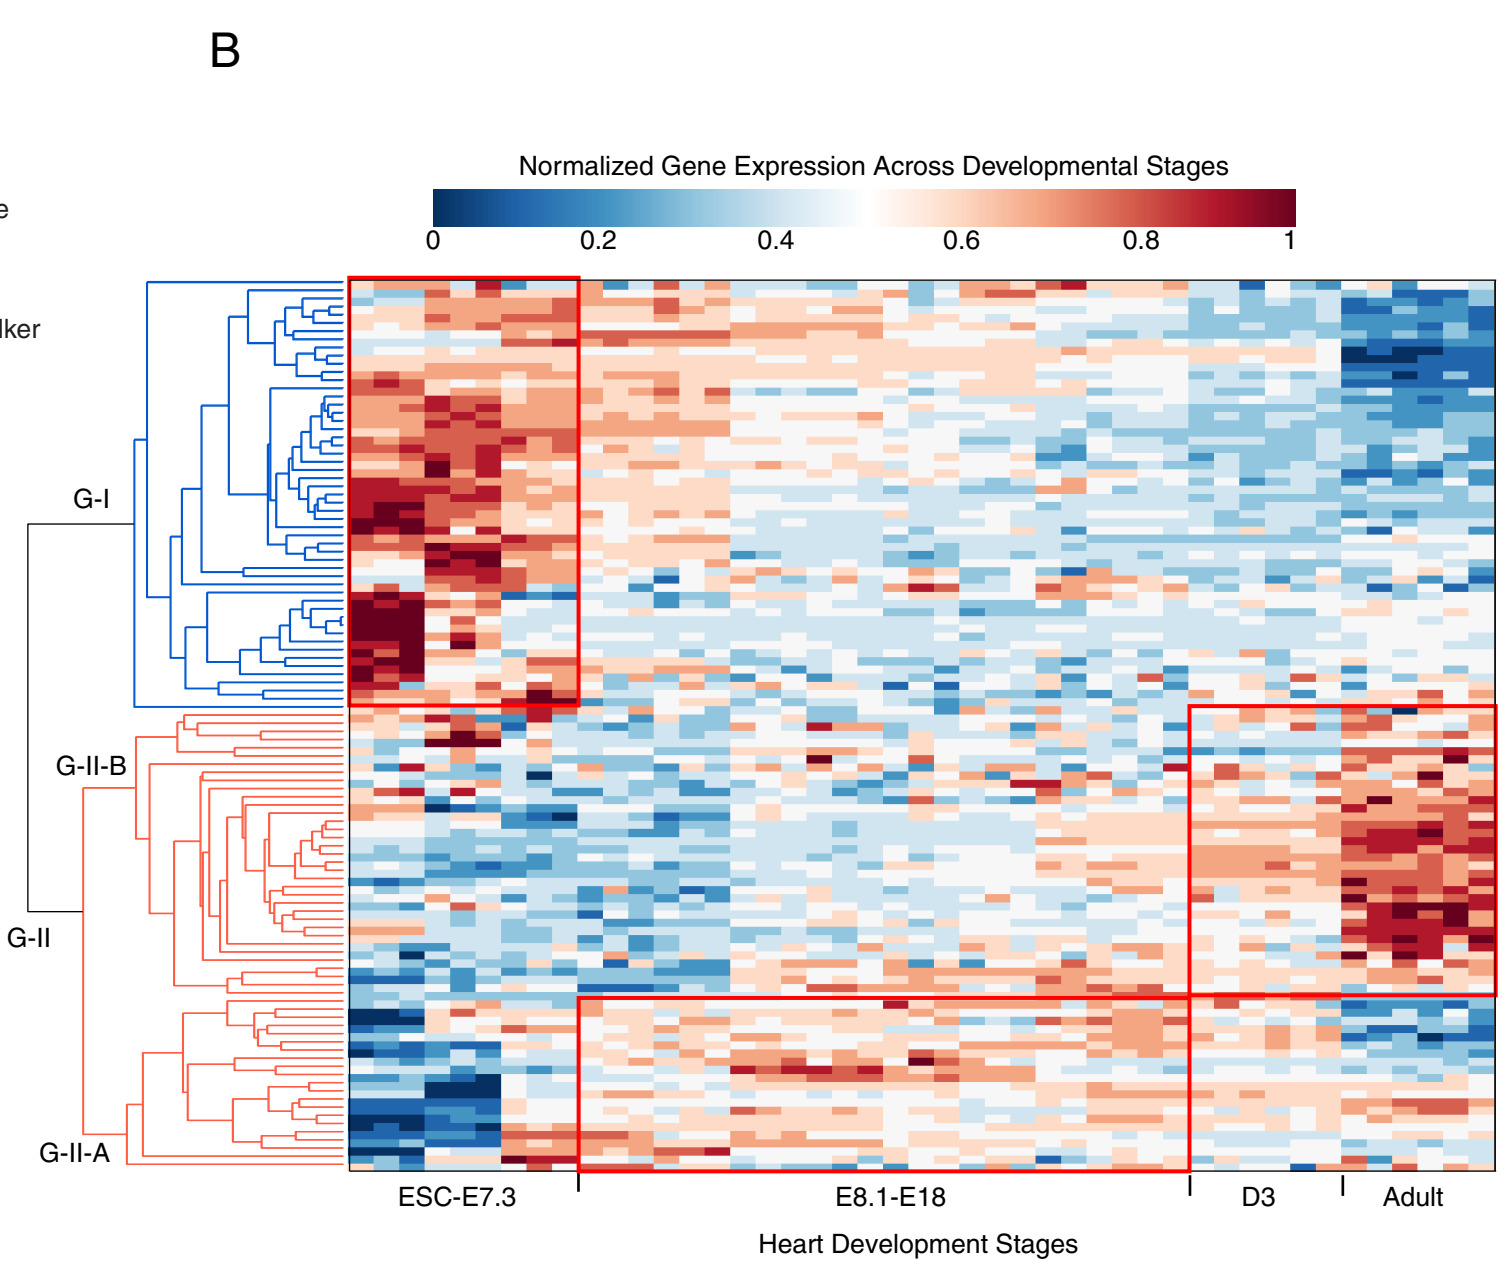 B
Normalized Gene Expression Across Developmental Stages
0 0.2 0.4 0.6 0.8 1
e
lker
G-I
G-II-B
G-II
G-II-A
ESC-E7.3 E8.1-E18 D3 Adult
Heart Development Stages